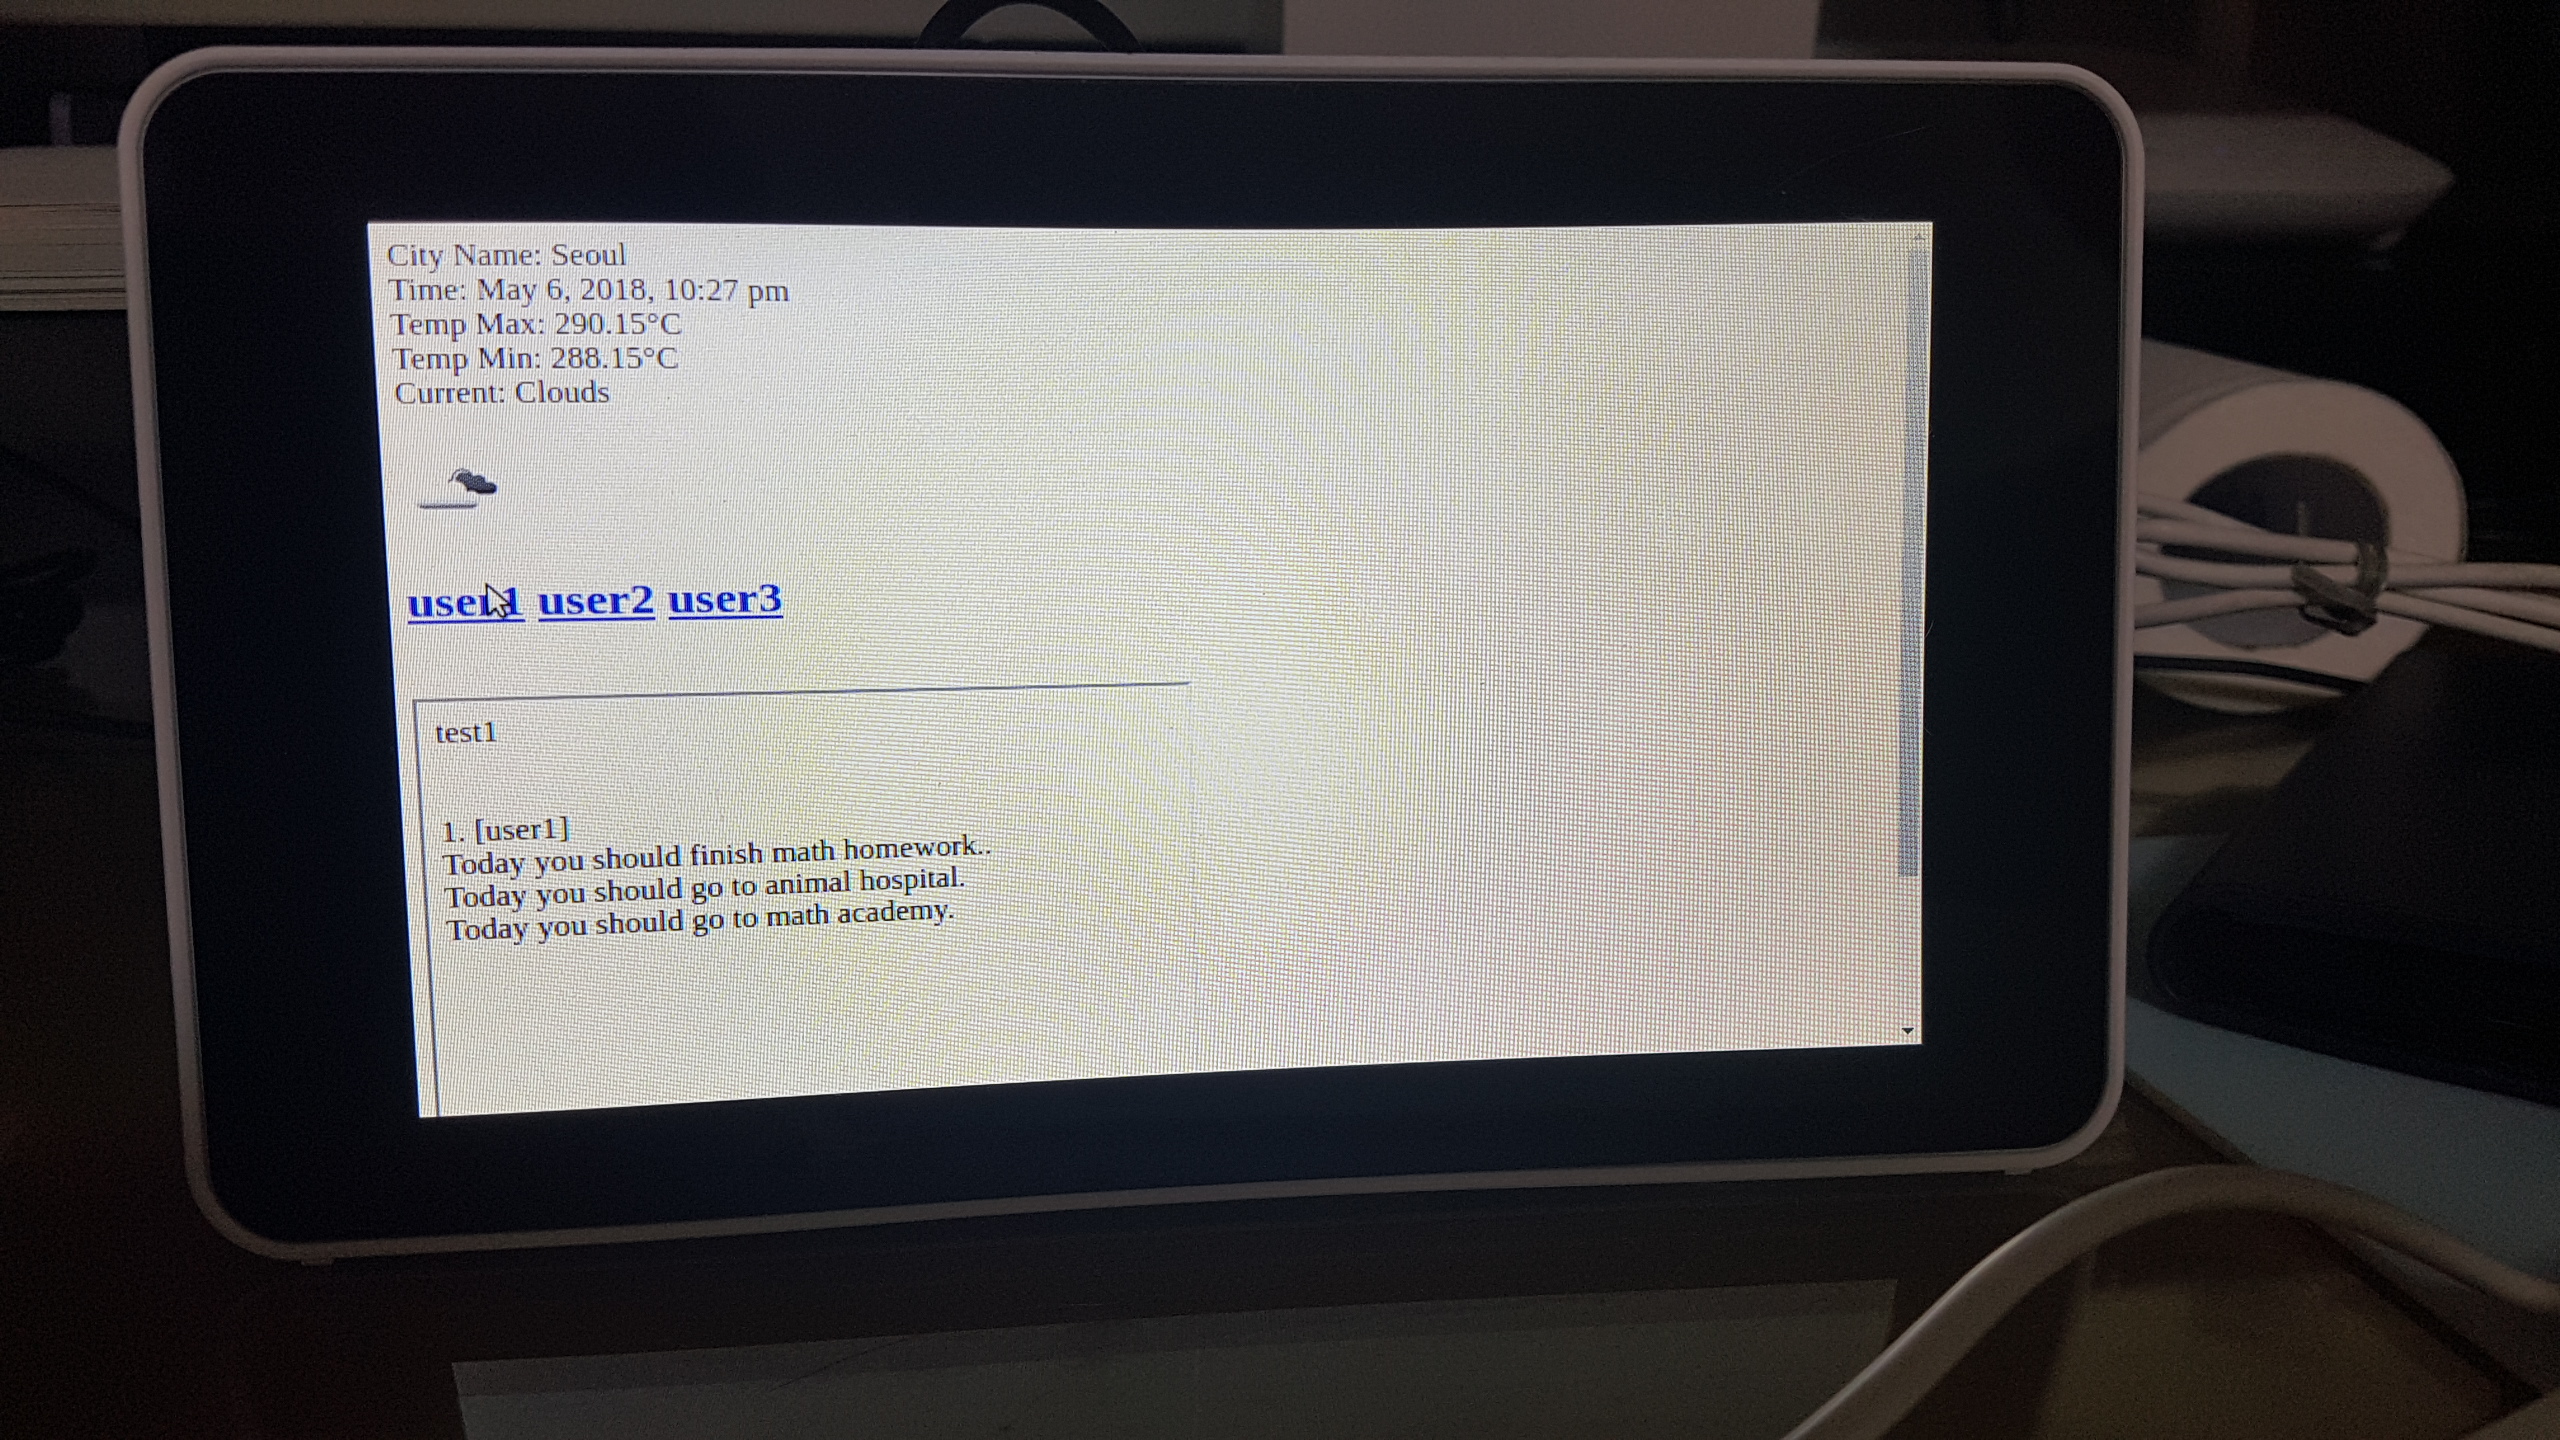 City Name: Seoul
Time: May 6, 2018, 10:27 pm
Temp Max: 290.15°C
Temp Min: 288.15°C
Current: Clouds
user1 user2 user3
test1
1. [user1]
Today you should finish math homework..
Today you should go to animal hospital.
Today you should go to math academy.